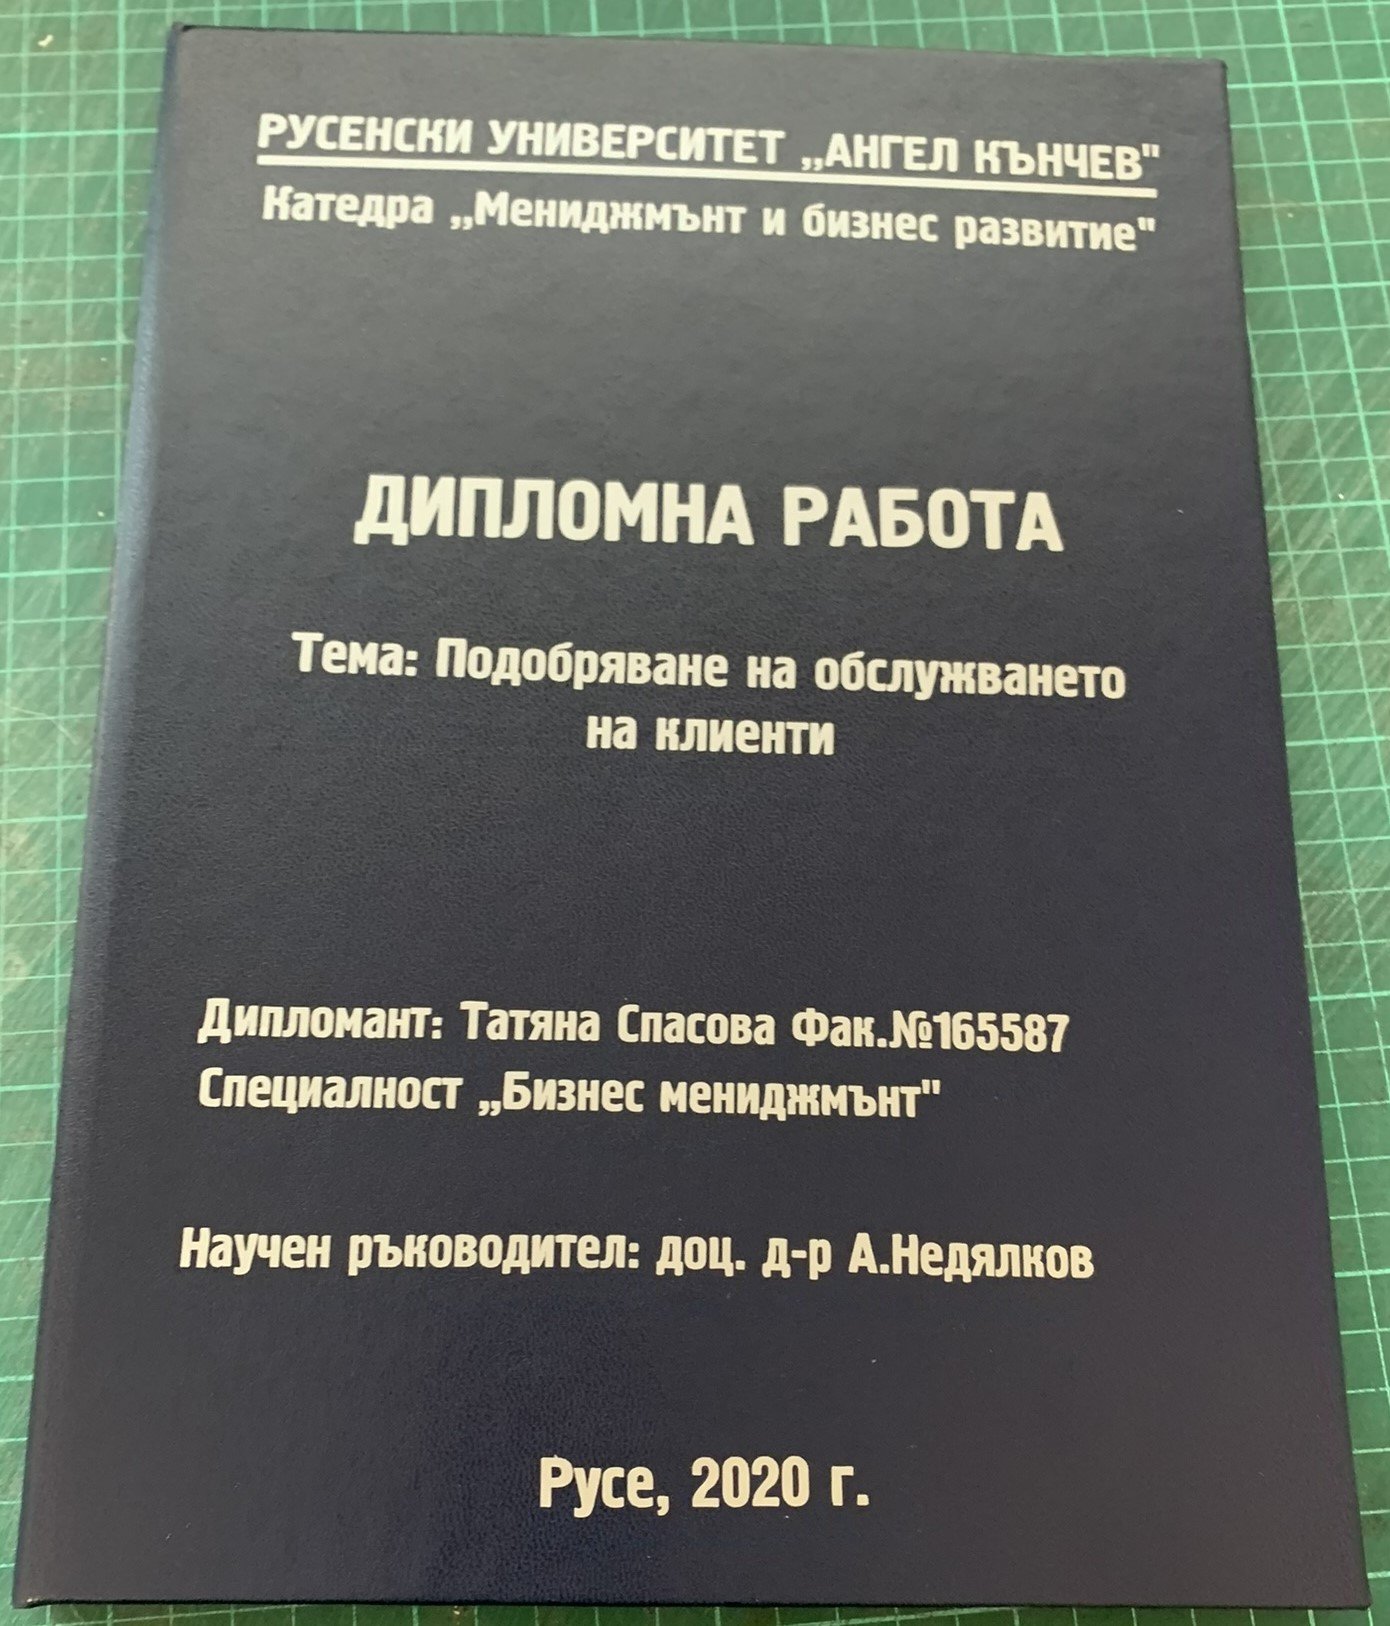 РУСЕНСКИ УНИВЕРСИТЕТ „АНГЕЛ КЪНЧЕВ"
Катедра „Мениджмънт и бизнес развитие"
ДИПЛОМНА РАБОТА
Тема: Подобряване на обслужването
на клиенти
Дипломант: Татяна Спасова Фак.№165587
Специалност „Бизнес мениджмънт"
Научен ръководител: доц. д-р А.Недялков
Русе, 2020 г.